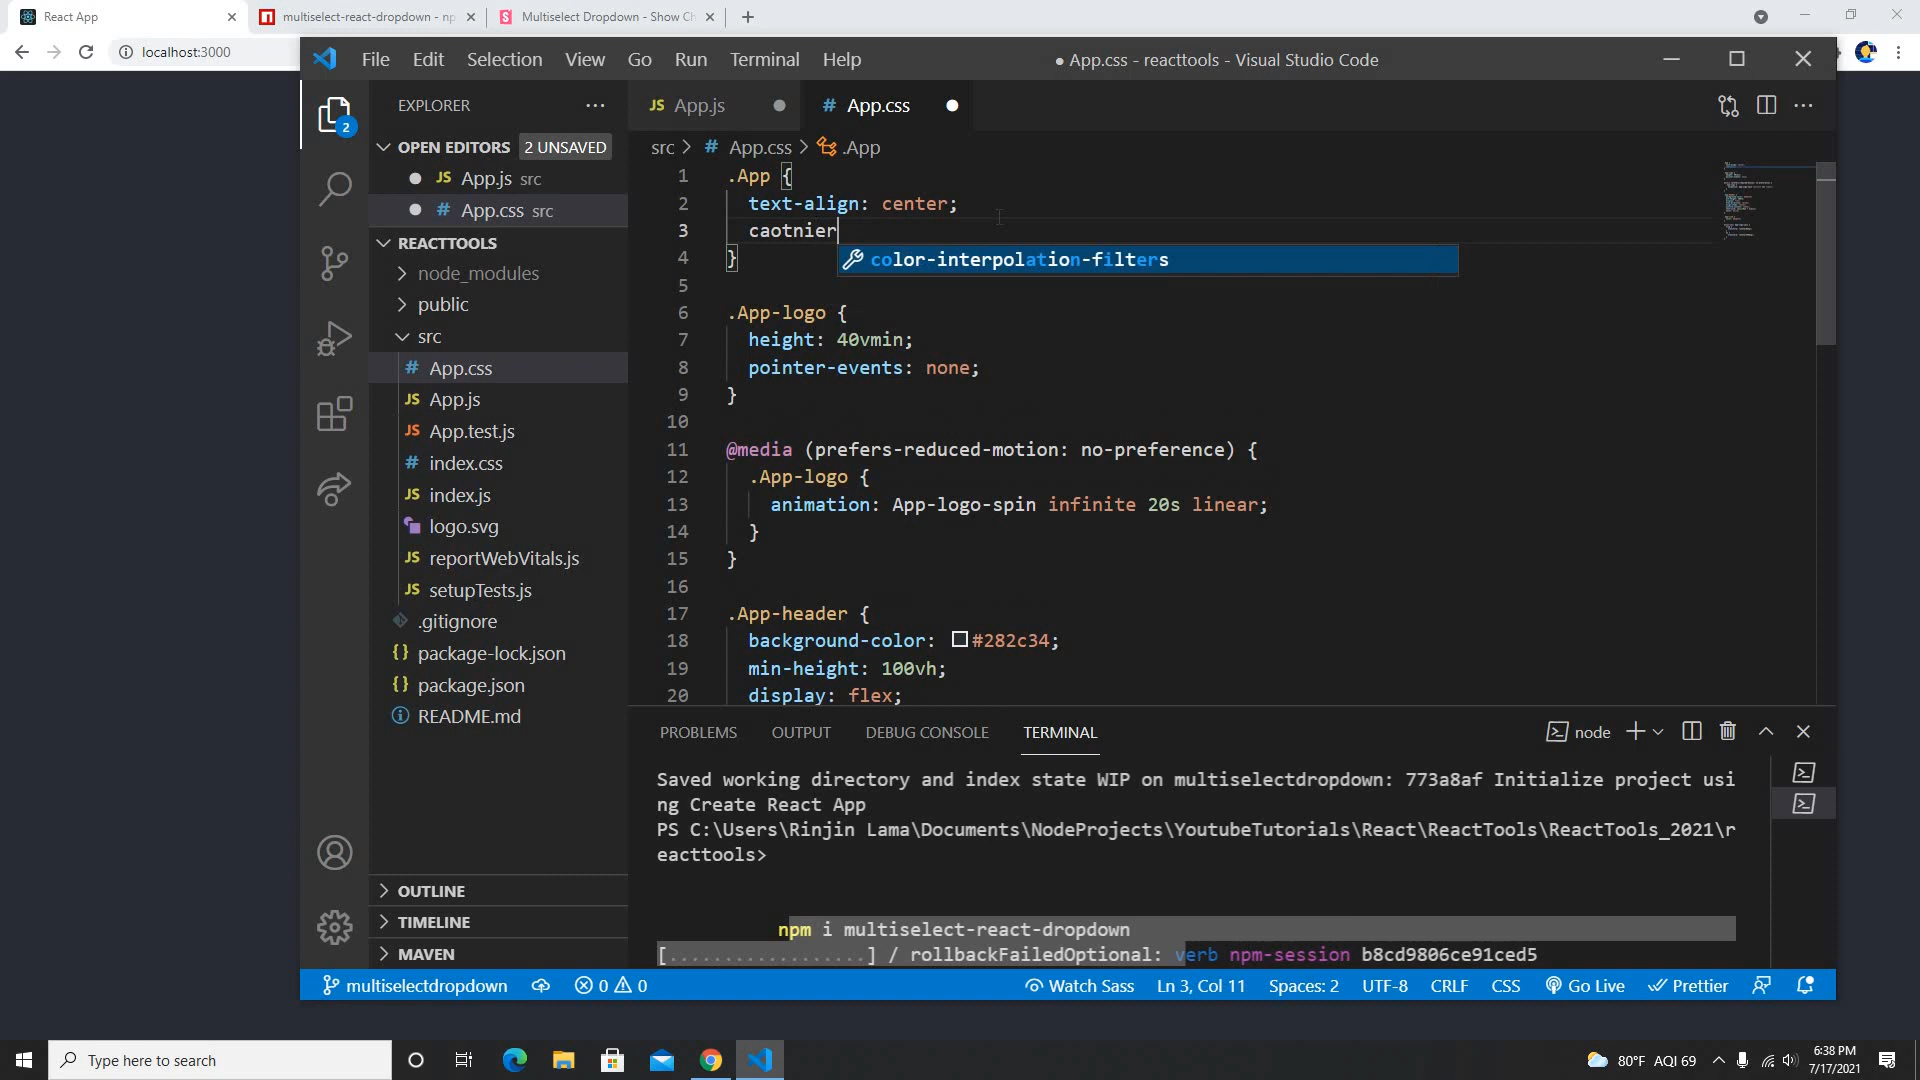 React App
multiselect-react-dropdown - np
Multiselect Dropdown - Show Ch
localhost:3000
File Edit Selection View Go Run Terminal Help
● App.css - reacttools - Visual Studio Code
EXPLORER
JS App.js
# App.css
2
OPEN EDITORS 2 UNSAVED
src > # App.css > .App
JS App.js src
# App.css src
REACTTOOLS
node_modules
public
src
# App.css
JS App.js
JS App.test.js
# index.css
JS index.js
logo.svg
JS reportWebVitals.js
JS setupTests.js
.gitignore
{} package-lock.json
{} package.json
README.md
OUTLINE
TIMELINE
MAVEN
1 .App {
2 text-align: center;
3 caotnier
color-interpolation-filters
4 }
5
6 .App-logo {
7 height: 40vmin;
8 pointer-events: none;
9 }
10
11 @media (prefers-reduced-motion: no-preference) {
12 .App-logo {
13 animation: App-logo-spin infinite 20s linear;
14 }
15 }
16
17 .App-header {
18 background-color: #282c34;
19 min-height: 100vh;
20 display: flex;
PROBLEMS OUTPUT DEBUG CONSOLE TERMINAL
node
Saved working directory and index state WIP on multiselectdropdown: 773a8af Initialize project usi
ng Create React App
PS C:\Users\Rinjin Lama\Documents\NodeProjects\YoutubeTutorials\React\ReactTools\ReactTools_2021\r
eacttools>
npm i multiselect-react-dropdown
[..................] / rollbackFailedOptional: verb npm-session b8cd9806ce91ced5
multiselectdropdown 0 0 Watch Sass Ln 3, Col 11 Spaces: 2 UTF-8 CRLF CSS Go Live Prettier
Type here to search
80°F AQI 69
6:38 PM
7/17/2021